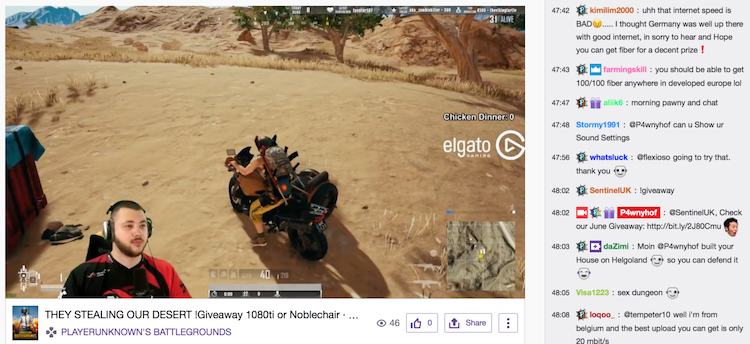 31 ALIVE
Chicken Dinner: 0
elgato
GAMING
40
THEY STEALING OUR DESERT !Giveaway 1080ti or Noblechair · ...
PLAYERUNKNOWN'S BATTLEGROUNDS
46
0
Share
47:42 kimilim2000 : uhh that internet speed is
BAD..... I thought Germany was well up there
with good internet, in sorry to hear and Hope
you can get fiber for a decent prize❗
47:43 farmingskill : you should be able to get
100/100 fiber anywhere in developed europe lol
47:47 aliik6 : morning pawny and chat
47:48 Stormy1991 : @P4wnyhof can u Show ur
Sound Settings
47:56 whatsluck : @flexioso going to try that.
thank you
48:02 SentinelUK : !giveaway
48:02 P4wnyhof : @SentinelUK, Check
our June Giveaway: http://bit.ly/2J80Cmu
48:03 daZimi : Moin @P4wnyhof built your
House on Helgoland so you can defend it
48:05 Visa1223 : sex dungeon
48:08 loqoo_ : @tempeter10 well i'm from
belgium and the best upload you can get is only
20 mbit/s